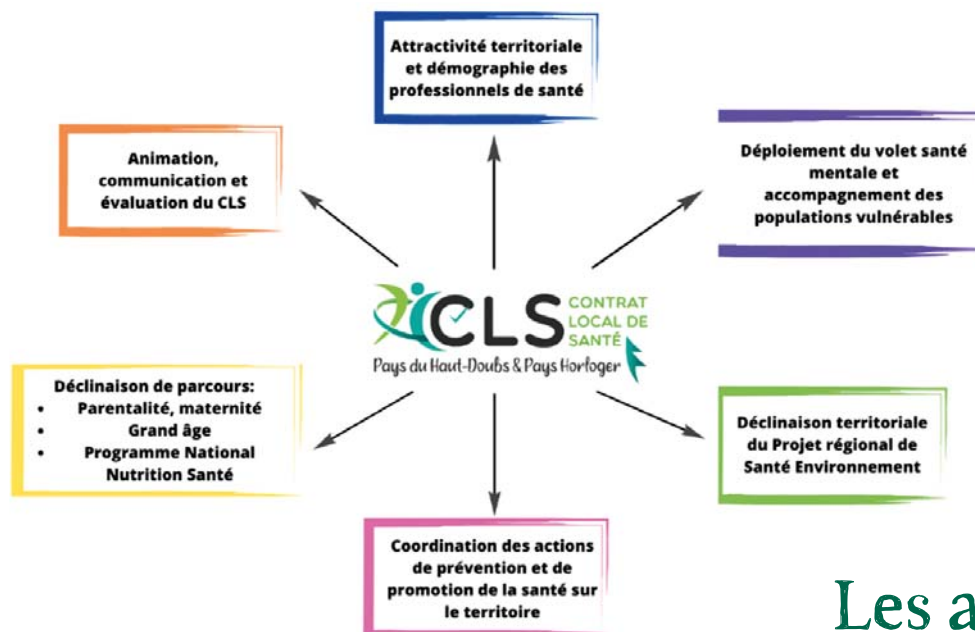 Attractivité territoriale
et démographie des
professionnels de santé
Animation,
communication et
évaluation du CLS
Déploiement du volet santé
mentale et
accompagnement des
populations vulnérables
CLS
CONTRAT
LOCAL DE
SANTÉ
Pays du Haut-Doubs & Pays Horloger
Déclinaison de parcours:
• Parentalité, maternité
• Grand âge
• Programme National
Nutrition Santé
Déclinaison territoriale
du Projet régional de
Santé Environnement
Coordination des actions
de prévention et de
promotion de la santé sur
le territoire
Les a